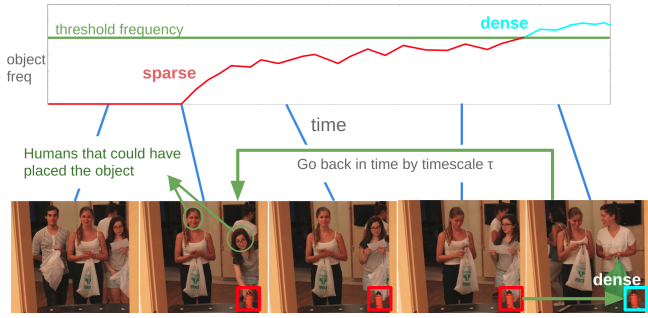 threshold frequency
dense
object
freq
sparse
time
Humans that could have
placed the object
Go back in time by timescale τ
dense